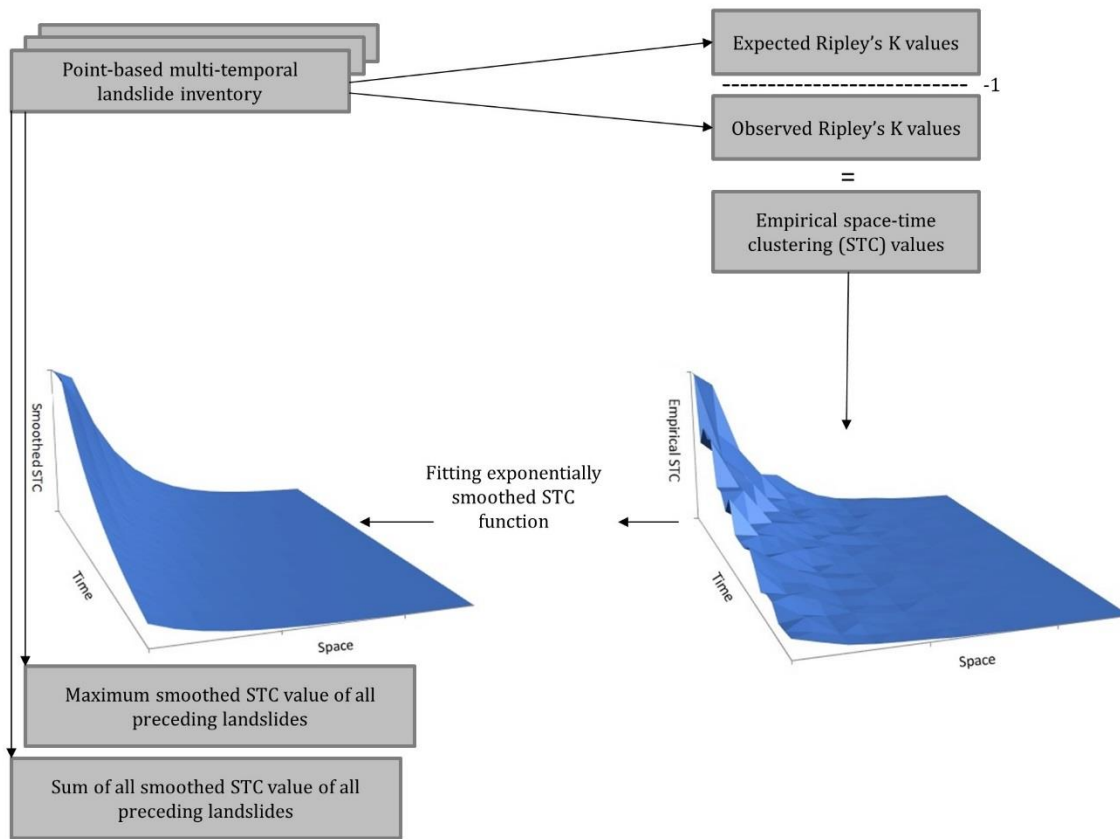 Point-based multi-temporal
landslide inventory
Expected Ripley's K values
------------------------------ -1
Observed Ripley's K values
=
Empirical space-time
clustering (STC) values
Smoothed STC
Time
Space
Fitting exponentially
smoothed STC
function
Empirical STC
Time
Space
Maximum smoothed STC value of all
preceding landslides
Sum of all smoothed STC value of all
preceding landslides